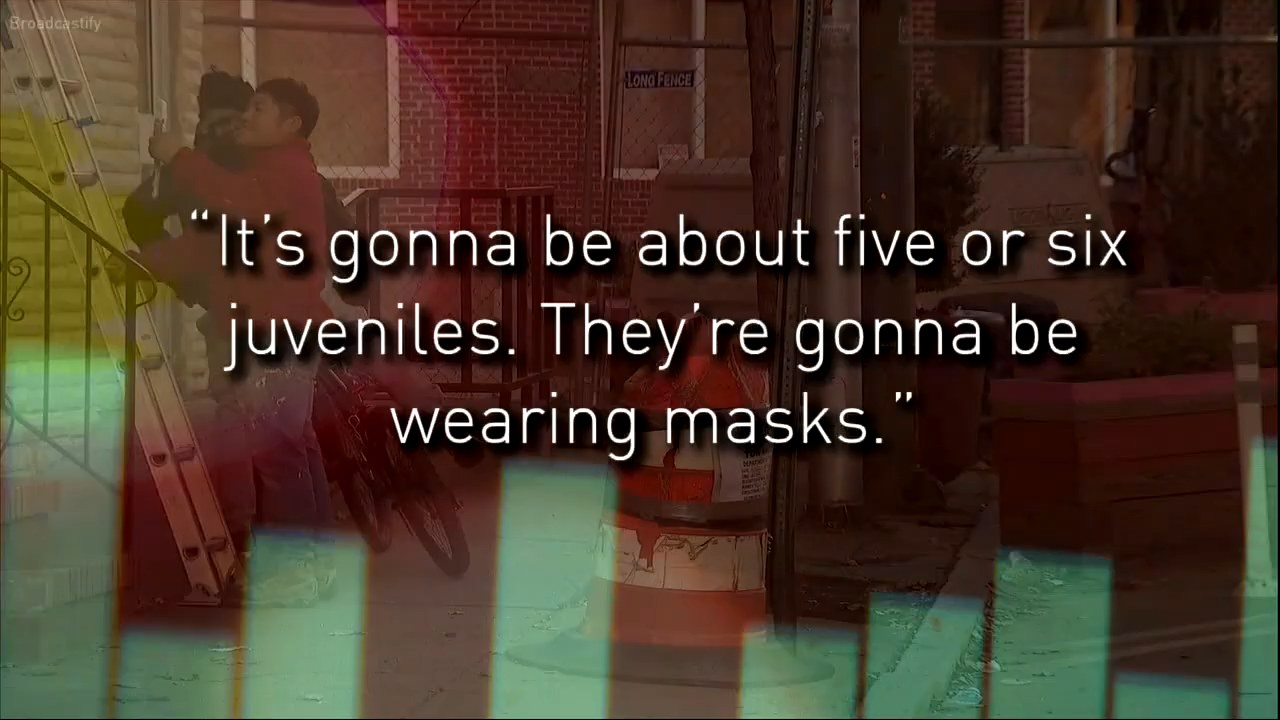 Broadcastify
LONG FENCE
“It’s gonna be about five or six
juveniles. They’re gonna be
wearing masks.”